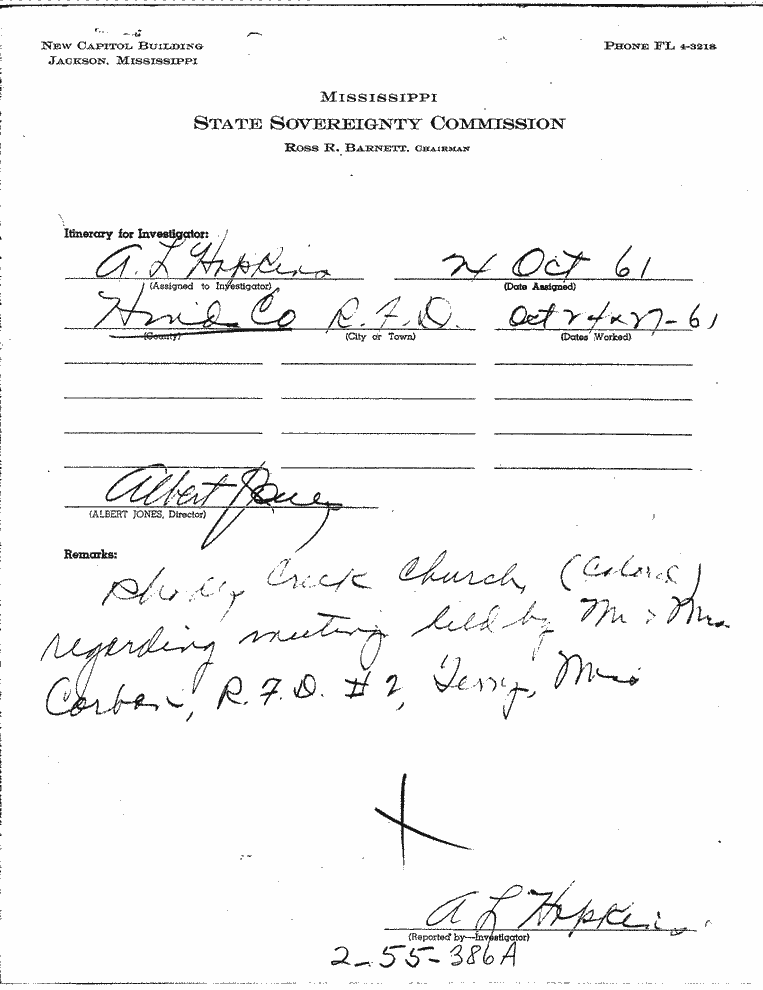 NEW CAPITOL BUILDING
JACKSON, MISSISSIPPI
PHONE FL 4-3218
MISSISSIPPI
STATE SOVEREIGNTY COMMISSION
ROSS R. BARNETT, CHAIRMAN
Itinerary for Investigator:
A. L Hopkins 24 Oct 61
(Assigned to Investigator) (Date Assigned)
Hinds Co R.F.D. Oct 24 & 27-61
(County) (City or Town) (Dates Worked)
Albert Jones
(ALBERT JONES, Director)
Remarks:
Creek Church, (Colored)
regarding meeting held by Mr & Mrs
R.F.D. #2, Terry, Miss
A L Hopkins
(Reported by—Investigator)
2-55-386A